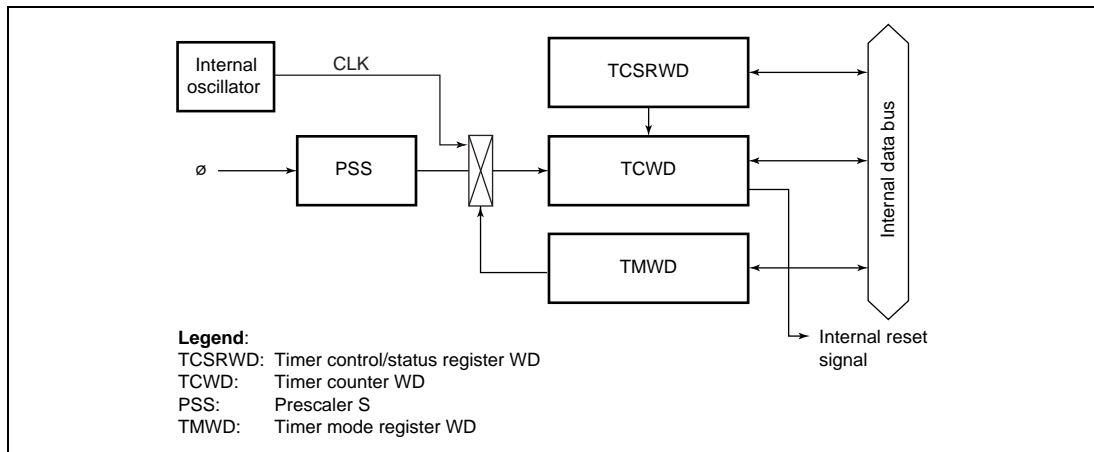 Internal
oscillator
CLK
TCSRWD
ø
PSS
TCWD
TMWD
Internal data bus
Internal reset
signal
Legend:
TCSRWD: Timer control/status register WD
TCWD: Timer counter WD
PSS: Prescaler S
TMWD: Timer mode register WD